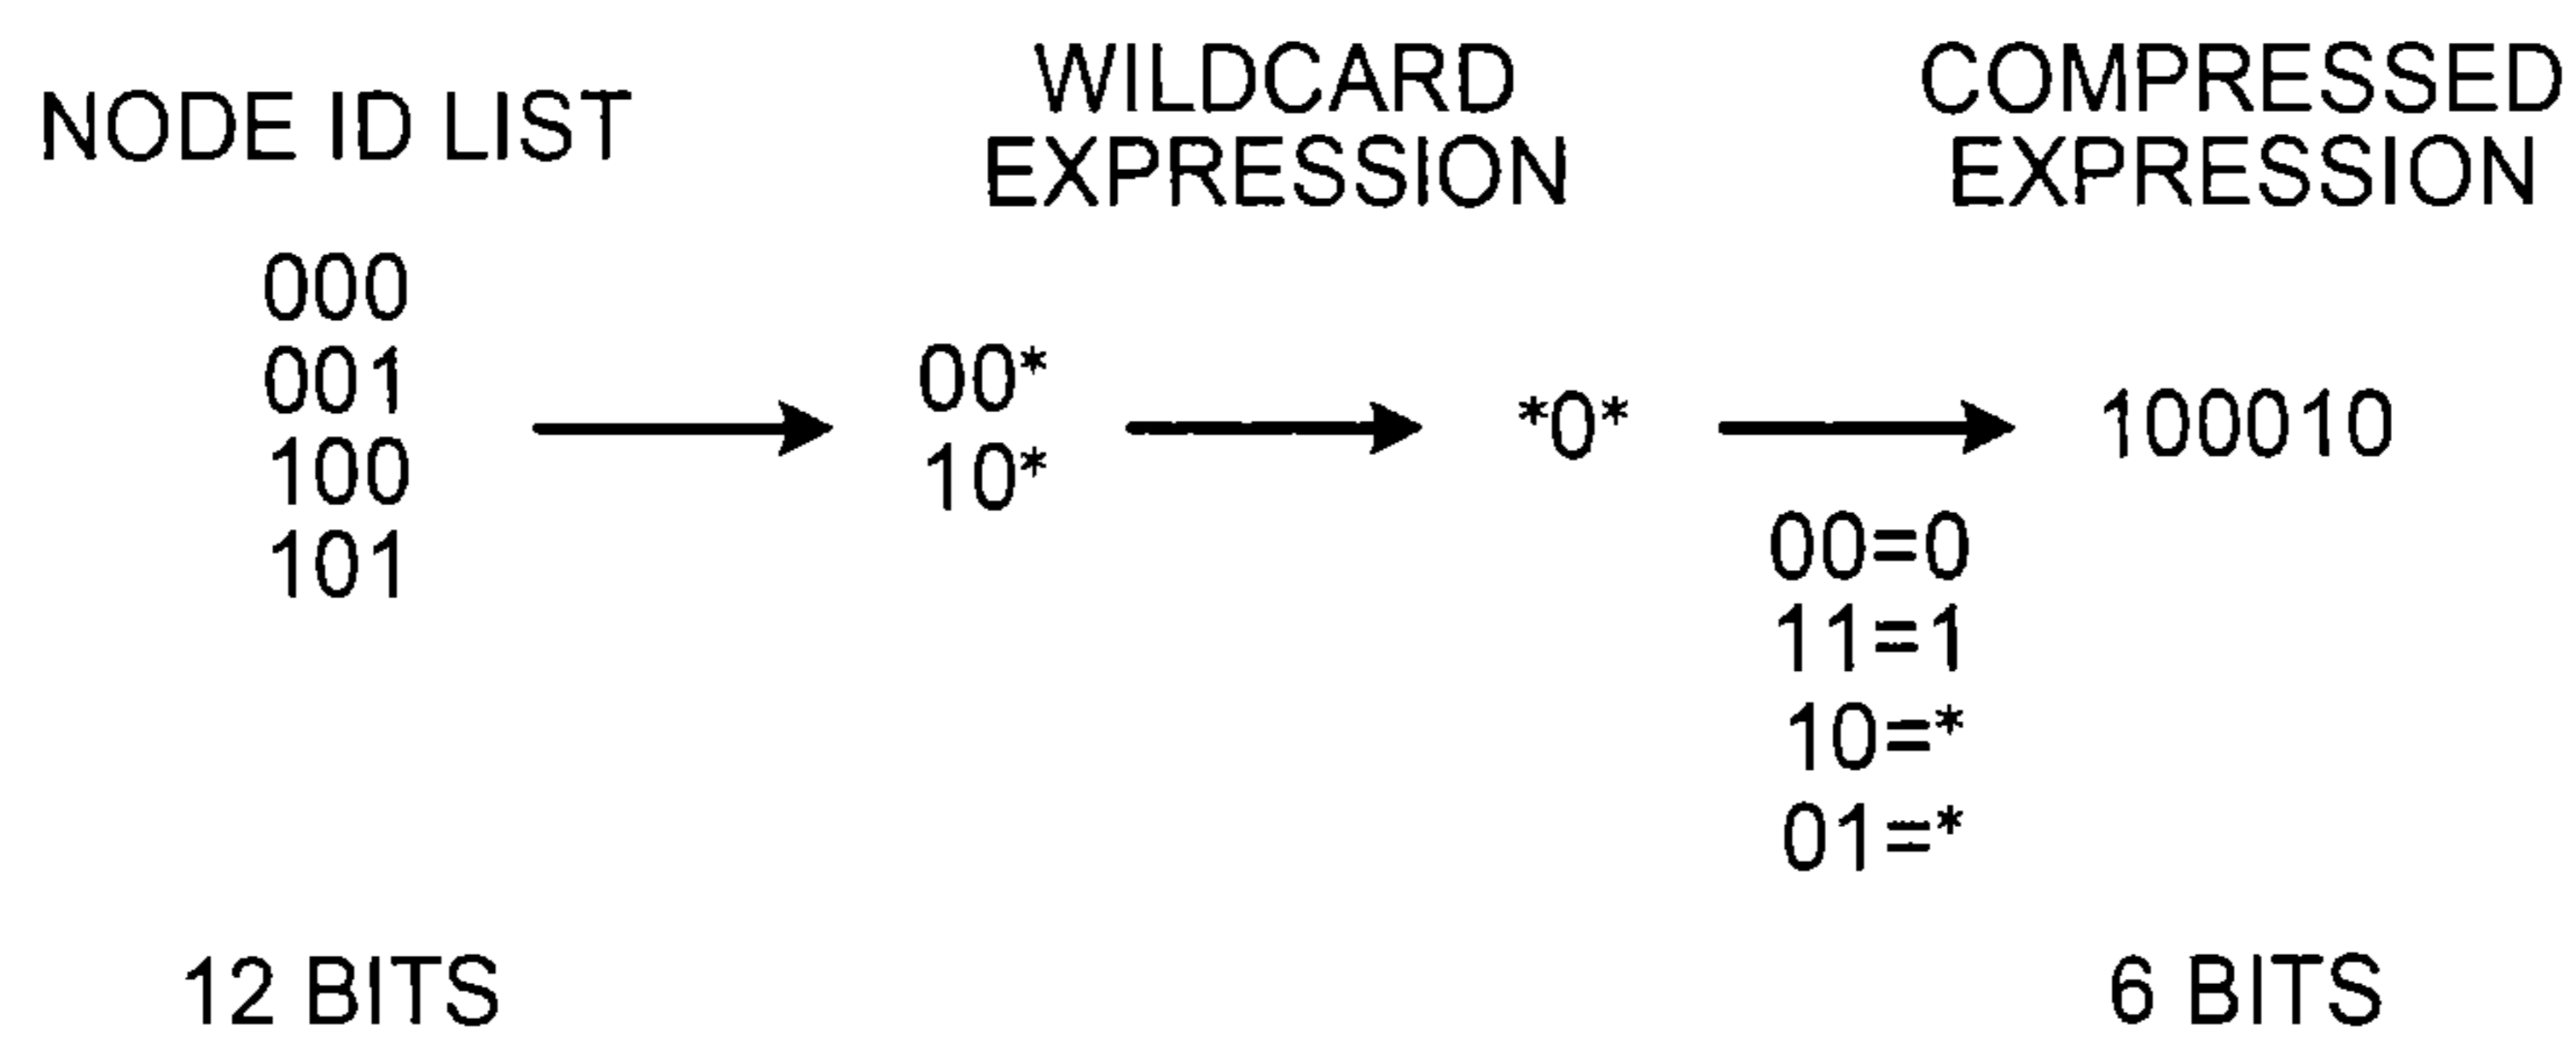 NODE ID LIST
WILDCARD
EXPRESSION
COMPRESSED
EXPRESSION
000
001
100
101
00*
10*
*0*
100010
00=0
11=1
10=*
01=*
12 BITS
6 BITS